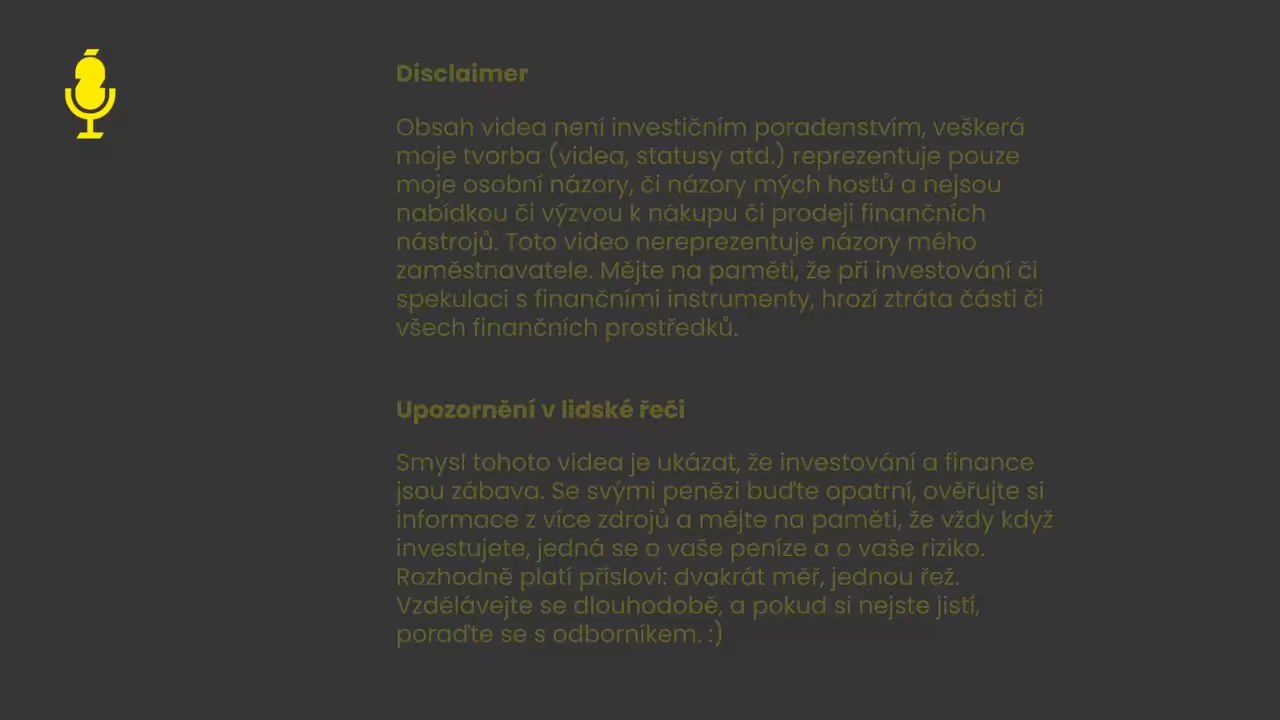 Disclaimer
Obsah videa není investičním poradenstvím, veškerá
moje tvorba (videa, statusy atd.) reprezentuje pouze
moje osobní názory, či názory mých hostů a nejsou
nabídkou či výzvou k nákupu či prodeji finančních
nástrojů. Toto video nereprezentuje názory mého
zaměstnavatele. Mějte na paměti, že při investování či
spekulaci s finančními instrumenty, hrozí ztráta části či
všech finančních prostředků.
Upozornění v lidské řeči
Smysl tohoto videa je ukázat, že investování a finance
jsou zábava. Se svými penězi buďte opatrní, ověřujte si
informace z více zdrojů a mějte na paměti, že vždy když
investujete, jedná se o vaše peníze a o vaše riziko.
Rozhodně platí přísloví: dvakrát měř, jednou řež.
Vzdělávejte se dlouhodobě, a pokud si nejste jistí,
poraďte se s odborníkem. :)